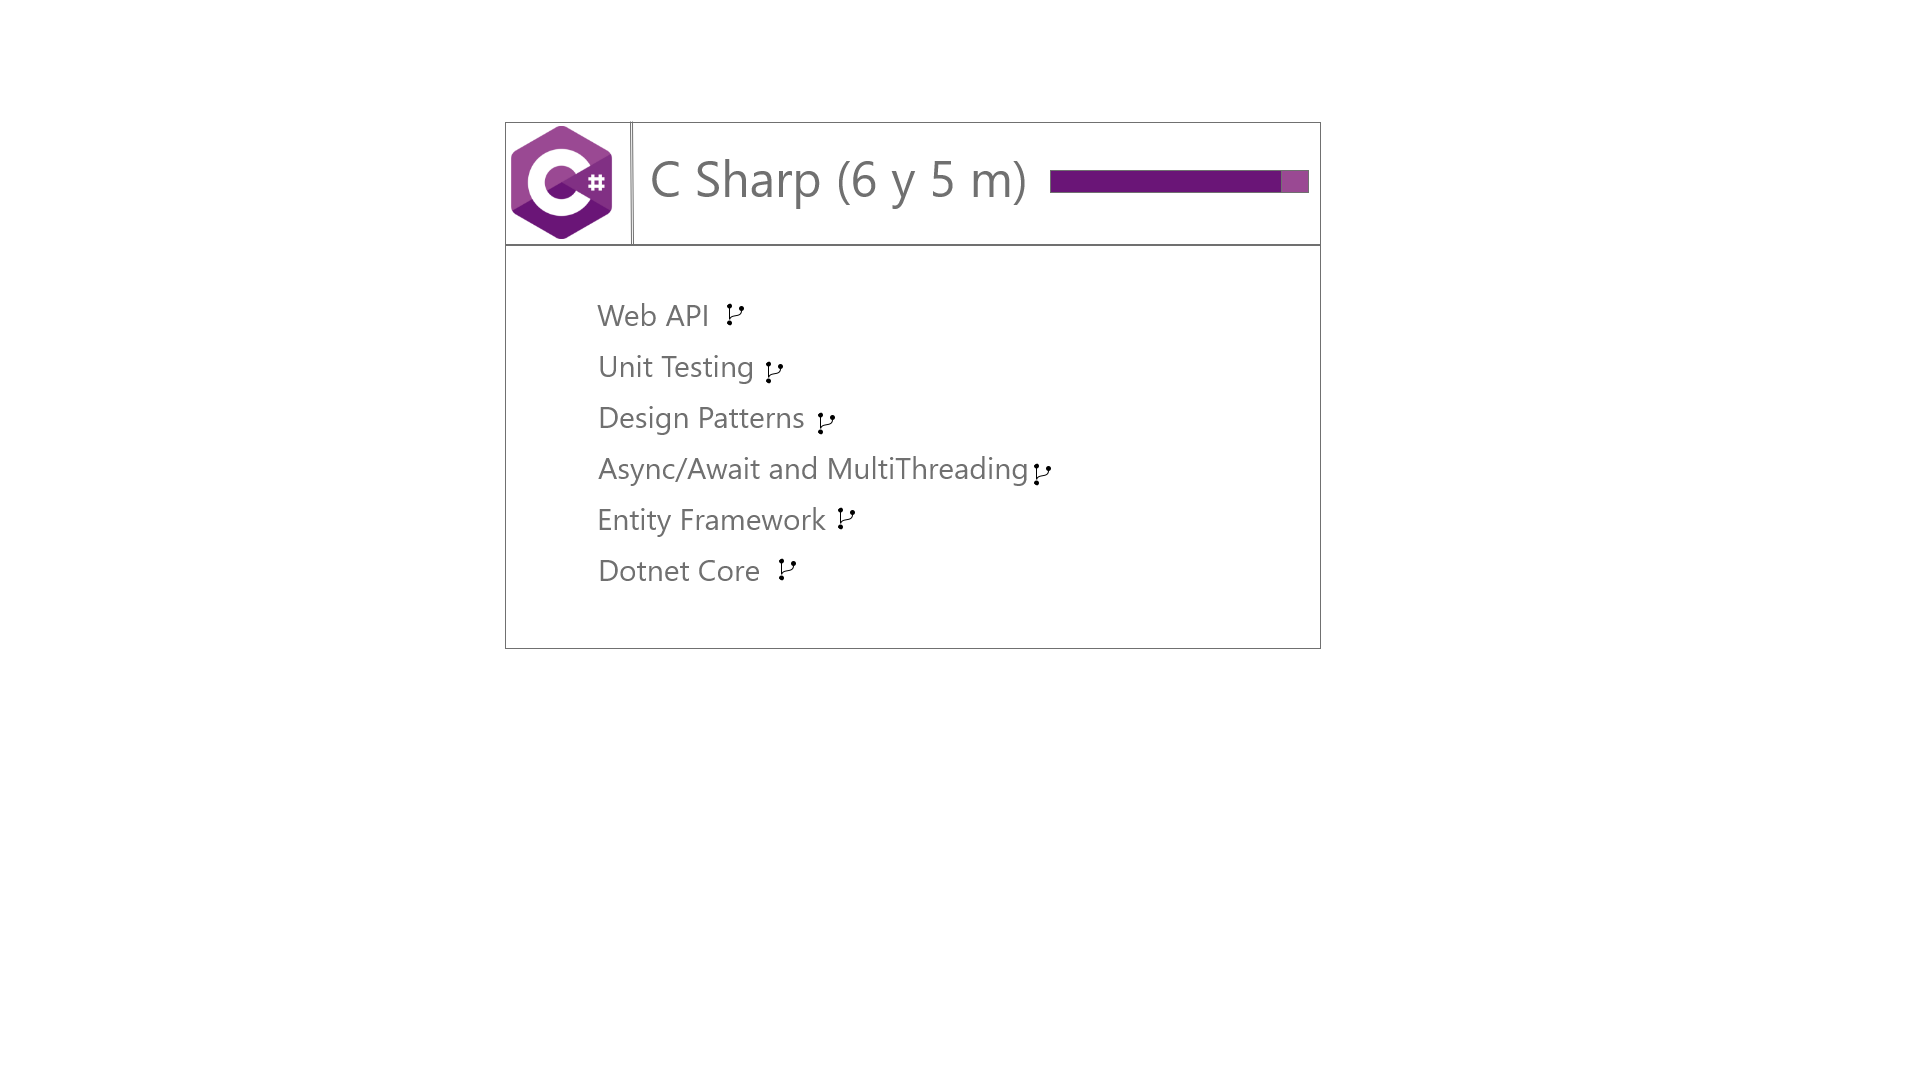 C#
C Sharp (6 y 5 m)
Web API
Unit Testing
Design Patterns
Async/Await and MultiThreading
Entity Framework
Dotnet Core